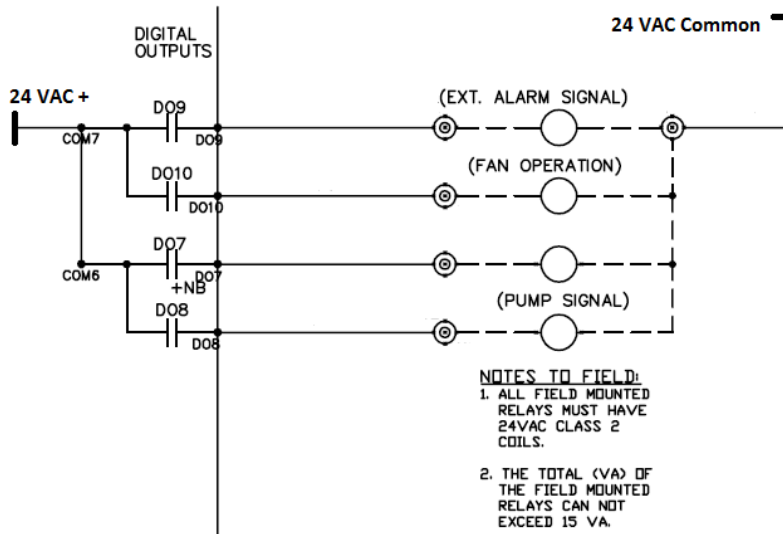 24 VAC Common
DIGITAL
OUTPUTS
24 VAC +
DO9
(EXT. ALARM SIGNAL)
COM7
DO9
DO10
(FAN OPERATION)
DO10
DO7
COM6
DO7
+NB
DO8
(PUMP SIGNAL)
DO8
NOTES TO FIELD:
1. ALL FIELD MOUNTED
RELAYS MUST HAVE
24VAC CLASS 2
COILS.
2. THE TOTAL (VA) OF
THE FIELD MOUNTED
RELAYS CAN NOT
EXCEED 15 VA.